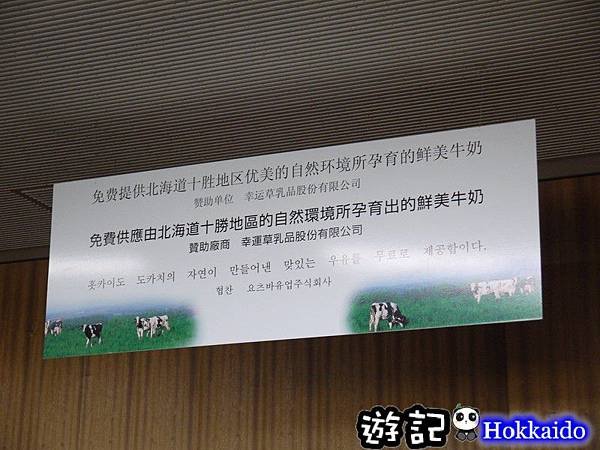 免费提供北海道十胜地区优美的自然环境所孕育的鲜美牛奶
赞助单位 幸运草乳品股份有限公司
免費供應由北海道十勝地區的自然環境所孕育出的鮮美牛奶
贊助廠商 幸運草乳品股份有限公司
홋카이도 도카치의 자연이 만들어낸 맛있는 우유를 무료로 제공합니다.
협찬 요츠바유업주식회사
遊記 Hokkaido